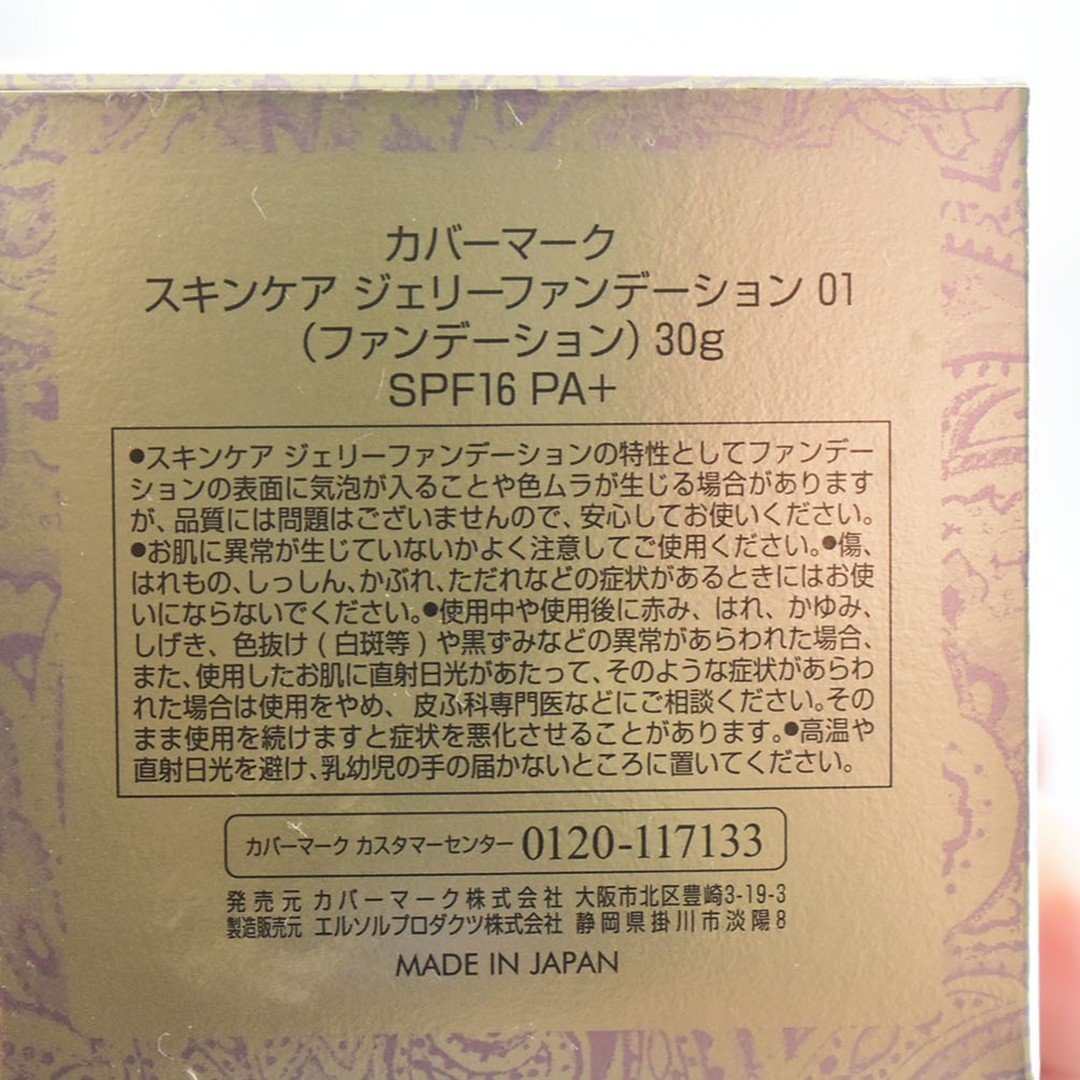 カバーマーク
スキンケア ジェリーファンデーション 01
(ファンデーション) 30g
SPF16 PA+
●スキンケア ジェリーファンデーションの特性としてファンデー
ションの表面に気泡が入ることや色ムラが生じる場合があります
が、品質には問題はございませんので、安心してお使いください。
●お肌に異常が生じていないかよく注意してご使用ください。●傷、
はれもの、しっしん、かぶれ、ただれなどの症状があるときにはお使
いにならないでください。●使用中や使用後に赤み、はれ、かゆみ、
しげき、色抜け(白斑等)や黒ずみなどの異常があらわれた場合、
また、使用したお肌に直射日光があたって、そのような症状があらわ
れた場合は使用をやめ、皮ふ科専門医などにご相談ください。その
まま使用を続けますと症状を悪化させることがあります。●高温や
直射日光を避け、乳幼児の手の届かないところに置いてください。
カバーマーク カスタマーセンター 0120-117133
発売元 カバーマーク株式会社 大阪市北区豊崎3-19-3
製造販売元 エルソルプロダクツ株式会社 静岡県掛川市淡陽8
MADE IN JAPAN